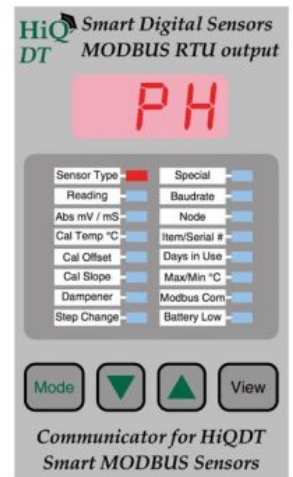 HiQ DT Smart Digital Sensors
MODBUS RTU output
PH
Sensor Type Special
Reading Baudrate
Abs mV / mS Node
Cal Temp °C Item/Serial #
Cal Offset Days in Use
Cal Slope Max/Min °C
Dampener Modbus Com
Step Change Battery Low
Mode View
Communicator for HiQDT
Smart MODBUS Sensors